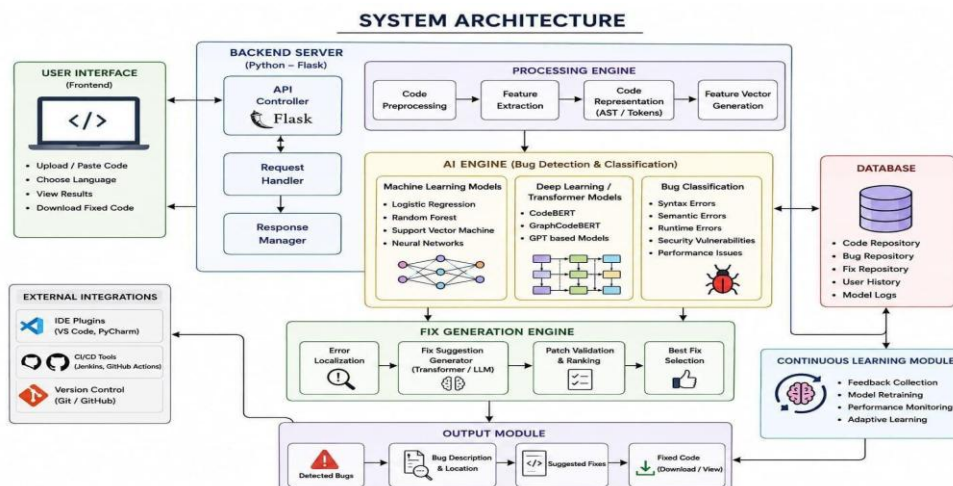 SYSTEM ARCHITECTURE
USER INTERFACE
(Frontend)
</>
• Upload / Paste Code
• Choose Language
• View Results
• Download Fixed Code
BACKEND SERVER
(Python – Flask)
API
Controller
Flask
Request
Handler
Response
Manager
PROCESSING ENGINE
Code
Preprocessing
Feature
Extraction
Code
Representation
(AST / Tokens)
Feature Vector
Generation
AI ENGINE (Bug Detection & Classification)
Machine Learning Models
• Logistic Regression
• Random Forest
• Support Vector Machine
• Neural Networks
Deep Learning /
Transformer Models
• CodeBERT
• GraphCodeBERT
• GPT based Models
Bug Classification
• Syntax Errors
• Semantic Errors
• Runtime Errors
• Security Vulnerabilities
• Performance Issues
DATABASE
• Code Repository
• Bug Repository
• Fix Repository
• User History
• Model Logs
EXTERNAL INTEGRATIONS
IDE Plugins
(VS Code, PyCharm)
CI/CD Tools
(Jenkins, GitHub Actions)
Version Control
(Git / GitHub)
FIX GENERATION ENGINE
Error
Localization
Fix Suggestion
Generator
(Transformer / LLM)
Patch Validation
& Ranking
Best Fix
Selection
CONTINUOUS LEARNING MODULE
• Feedback Collection
• Model Retraining
• Performance Monitoring
• Adaptive Learning
OUTPUT MODULE
Detected Bugs
Bug Description
& Location
</>
Suggested Fixes
Fixed Code
(Download / View)